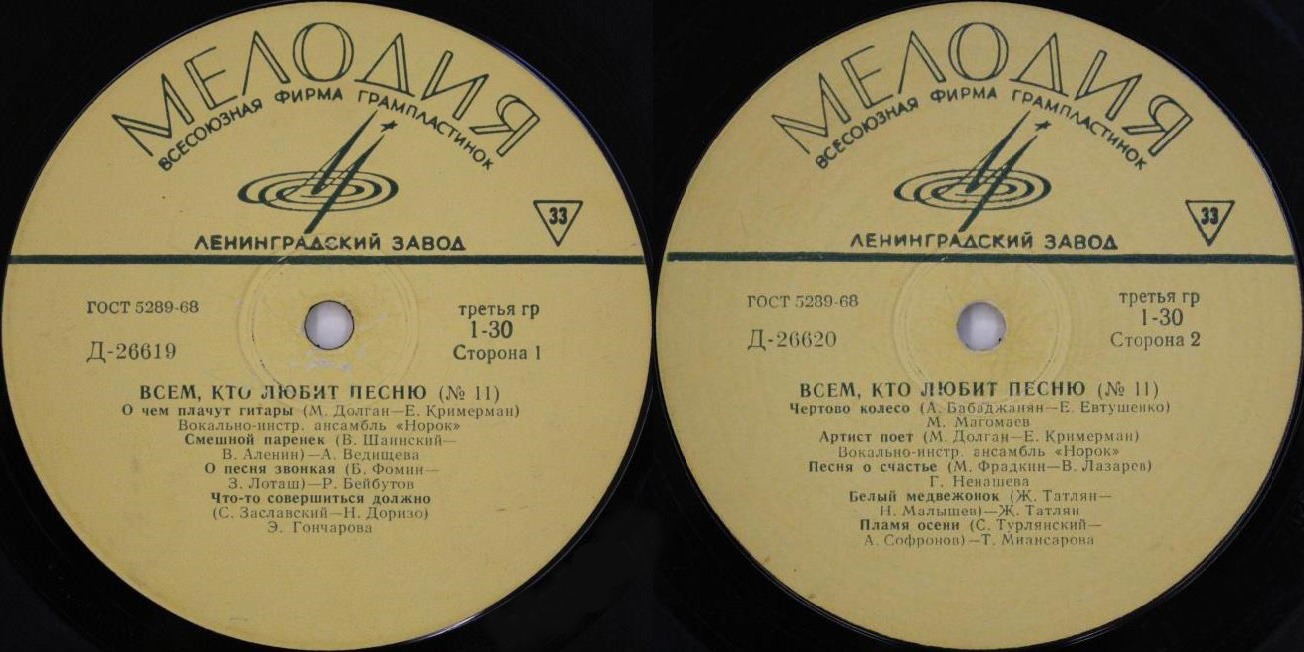 МЕЛОДИЯ
ВСЕСОЮЗНАЯ ФИРМА ГРАМПЛАСТИНОК
33
ЛЕНИНГРАДСКИЙ ЗАВОД
ГОСТ 5289-68
третья гр
1-30
Д-26619
Сторона 1
ВСЕМ, КТО ЛЮБИТ ПЕСНЮ (№ 11)
О чем плачут гитары (М. Долган—Е. Кримерман)
Вокально-инстр. ансамбль «Норок»
Смешной паренек (В. Шаинский—
В. Аленин)—А. Ведищева
О песня звонкая (Б. Фомин—
З. Лоташ)—Р. Бейбутов
Что-то совершиться должно
(С. Заславский—Н. Доризо)
Э. Гончарова
МЕЛОДИЯ
ВСЕСОЮЗНАЯ ФИРМА ГРАМПЛАСТИНОК
33
ЛЕНИНГРАДСКИЙ ЗАВОД
ГОСТ 5289-68
третья гр
1-30
Д-26620
Сторона 2
ВСЕМ, КТО ЛЮБИТ ПЕСНЮ (№ 11)
Чертово колесо (А. Бабаджанян—Е. Евтушенко)
М. Магомаев
Артист поет (М. Долган—Е. Кримерман)
Вокально-инстр. ансамбль «Норок»
Песня о счастье (М. Фрадкин—В. Лазарев)
Г. Ненашева
Белый медвежонок (Ж. Татлян—
Н. Малышев)—Ж. Татлян
Пламя осени (С. Турлянский—
А. Софронов)—Т. Миансарова